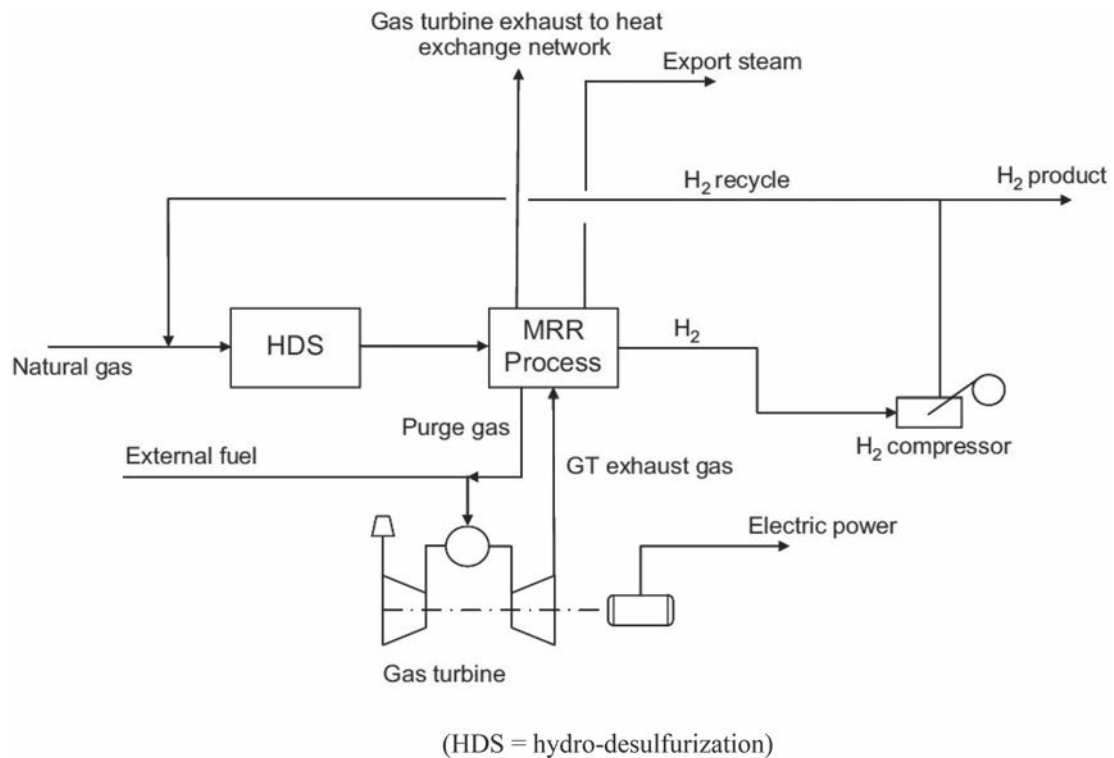 Gas turbine exhaust to heat
exchange network
Export steam
H₂ recycle
H₂ product
Natural gas
HDS
MRR
Process
H₂
H₂ compressor
Purge gas
External fuel
GT exhaust gas
Electric power
Gas turbine
(HDS = hydro-desulfurization)